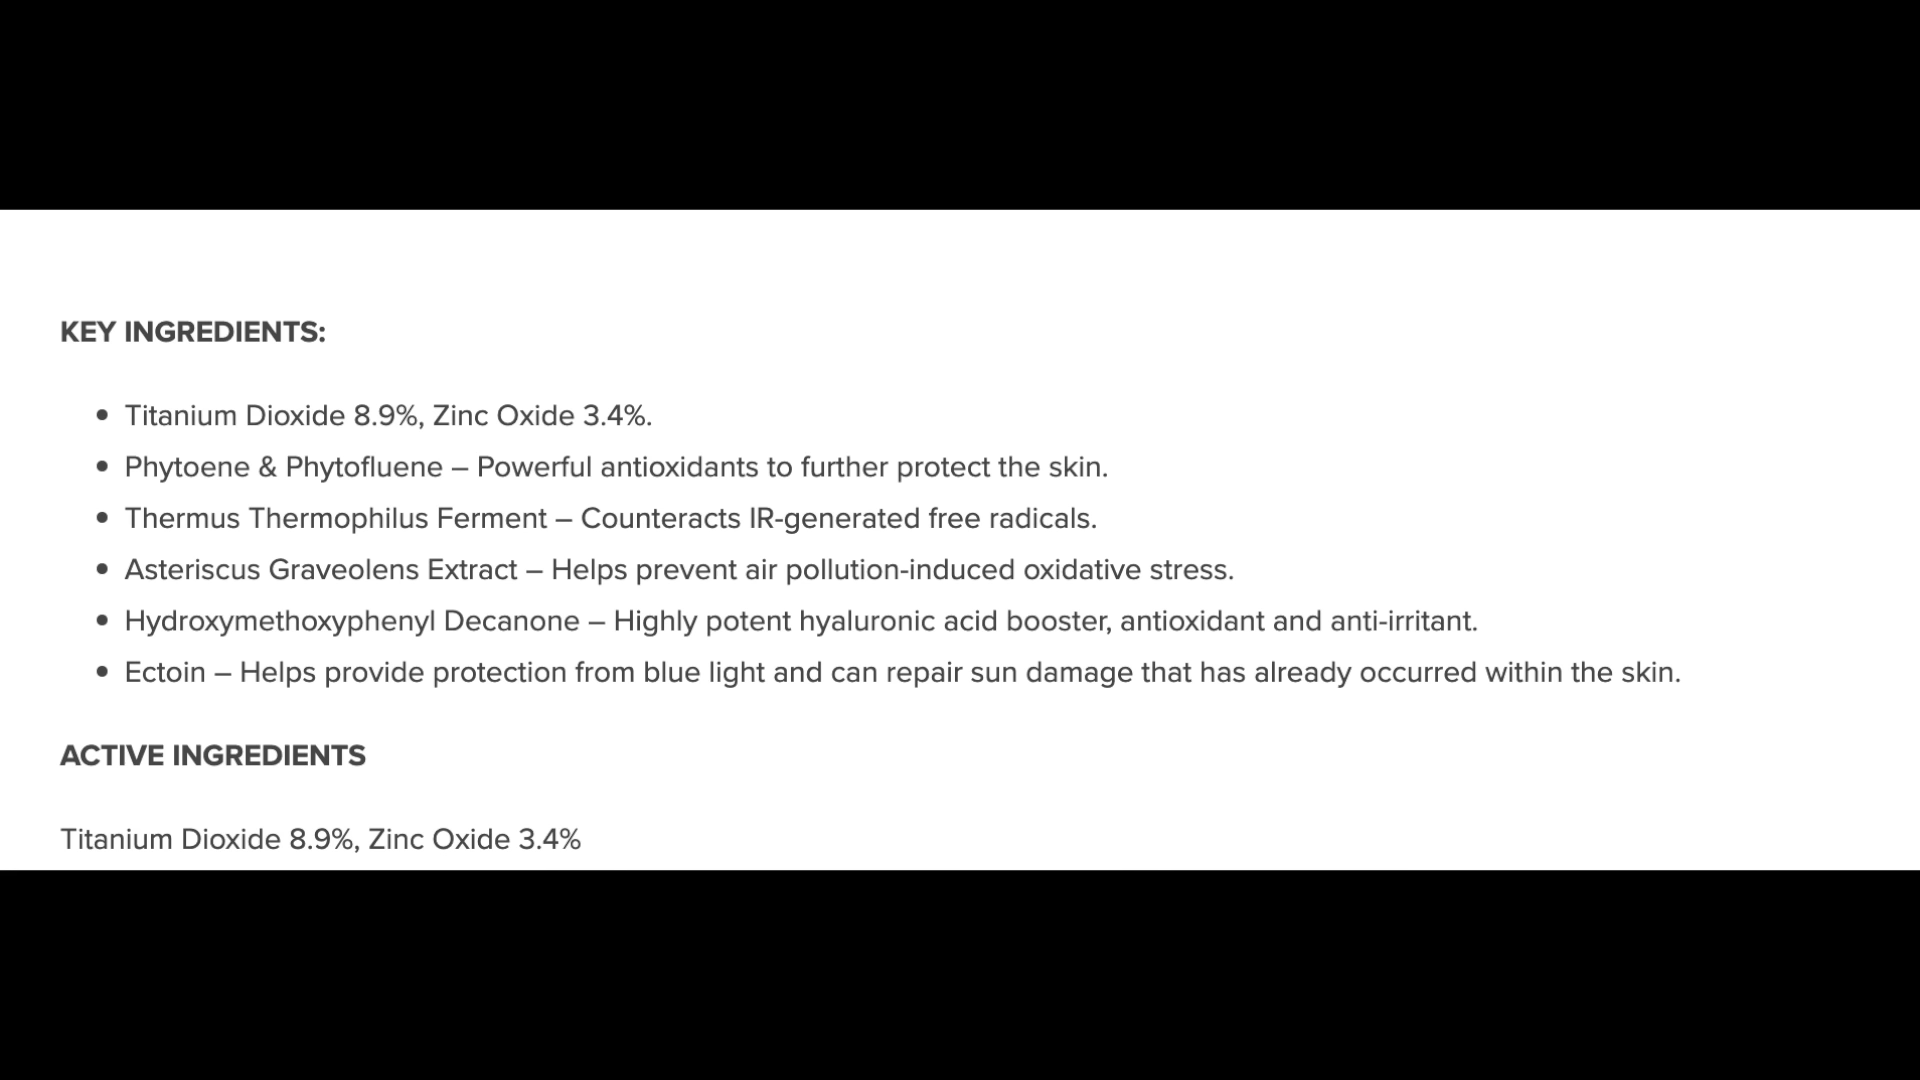 KEY INGREDIENTS:
• Titanium Dioxide 8.9%, Zinc Oxide 3.4%.
• Phytoene & Phytofluene – Powerful antioxidants to further protect the skin.
• Thermus Thermophilus Ferment – Counteracts IR-generated free radicals.
• Asteriscus Graveolens Extract – Helps prevent air pollution-induced oxidative stress.
• Hydroxymethoxyphenyl Decanone – Highly potent hyaluronic acid booster, antioxidant and anti-irritant.
• Ectoin – Helps provide protection from blue light and can repair sun damage that has already occurred within the skin.
ACTIVE INGREDIENTS
Titanium Dioxide 8.9%, Zinc Oxide 3.4%